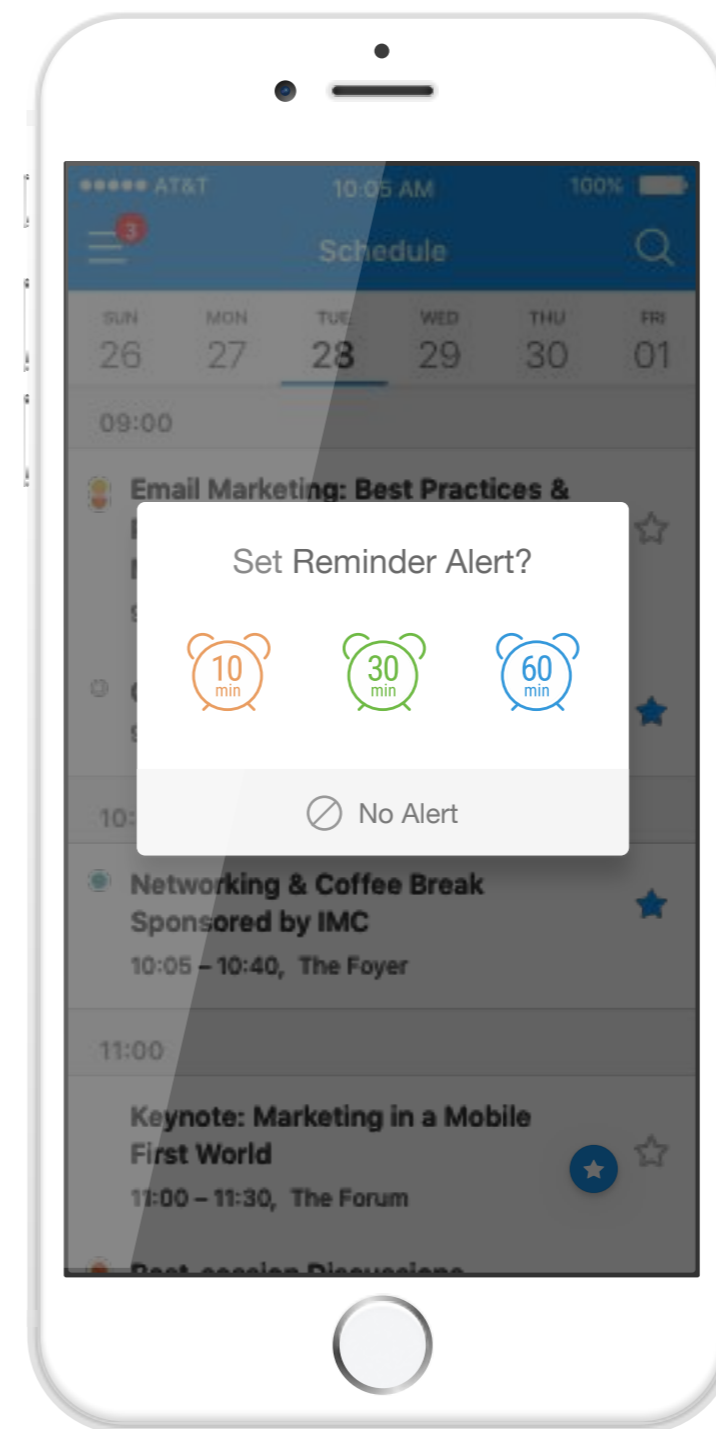 AT&T 10:05 AM 100%
3
Schedule
SUN MON TUE WED THU FRI
26 27 28 29 30 01
09:00
Email Marketing: Best Practices &
Set Reminder Alert?
10 30 60
min min min
No Alert
10:
Networking & Coffee Break
Sponsored by IMC
10:05 – 10:40, The Foyer
11:00
Keynote: Marketing in a Mobile
First World
11:00 – 11:30, The Forum